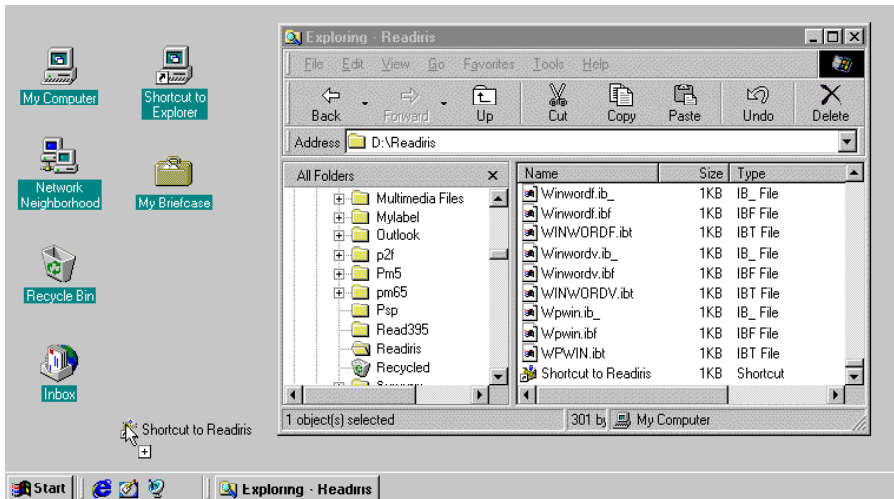 My Computer
Shortcut to
Explorer
Network
Neighborhood
My Briefcase
Recycle Bin
Inbox
Shortcut to Readiris
Exploring - Readiris
File Edit View Go Favorites Tools Help
Back Forward Up Cut Copy Paste Undo Delete
Address D:\Readiris
All Folders
Multimedia Files
Mylabel
Outlook
p2f
Pm5
pm65
Psp
Read395
Readiris
Recycled
Name Size Type
Winwordf.ib_ 1KB IB_ File
Winwordf.ibf 1KB IBF File
WINWORDF.ibt 1KB IBT File
Winwordv.ib_ 1KB IB_ File
Winwordv.ibf 1KB IBF File
WINWORDV.ibt 1KB IBT File
Wpwin.ib_ 1KB IB_ File
Wpwin.ibf 1KB IBF File
WPWIN.ibt 1KB IBT File
Shortcut to Readiris 1KB Shortcut
1 object(s) selected 301 by My Computer
Start Exploring - Readiris